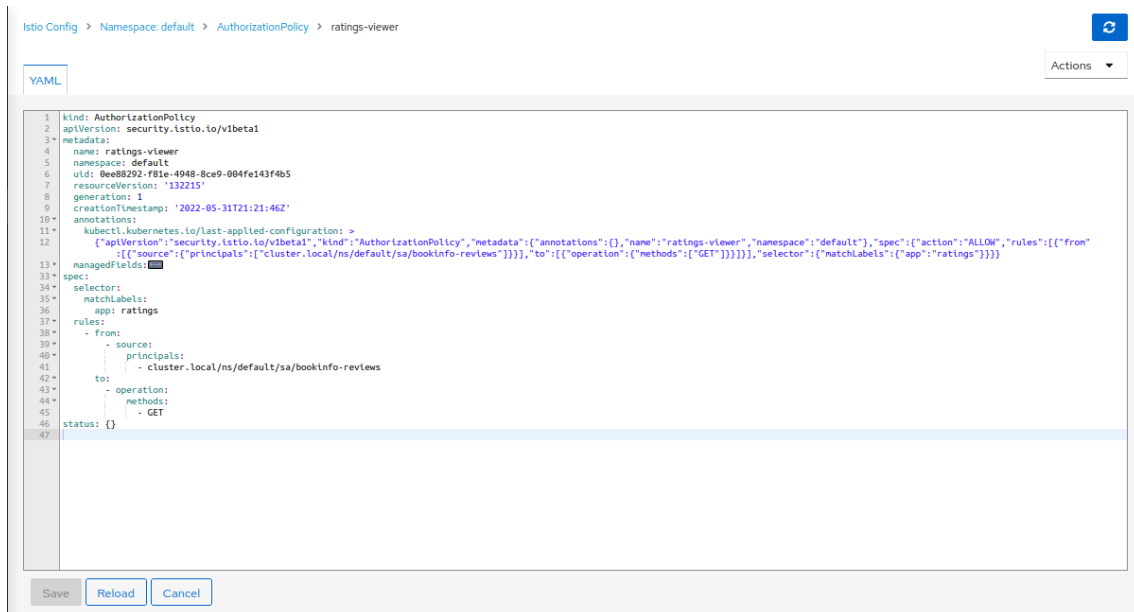 Istio Config > Namespace: default > AuthorizationPolicy > ratings-viewer
Actions
YAML
1 kind: AuthorizationPolicy
2 apiVersion: security.istio.io/v1beta1
3 metadata:
4   name: ratings-viewer
5   namespace: default
6   uid: 0ee88292-f81e-4948-8ce9-004fe143f4b5
7   resourceVersion: '132215'
8   generation: 1
9   creationTimestamp: '2022-05-31T21:21:46Z'
10   annotations:
11     kubectl.kubernetes.io/last-applied-configuration: >
12       {"apiVersion":"security.istio.io/v1beta1","kind":"AuthorizationPolicy","metadata":{"annotations":{},"name":"ratings-viewer","namespace":"default"},"spec":{"action":"ALLOW","rules":[{"from"
:[{"source":{"principals":["cluster.local/ns/default/sa/bookinfo-reviews"]}}],"to":[{"operation":{"methods":["GET"]}}]}],"selector":{"matchLabels":{"app":"ratings"}}}}
13   managedFields:
33 spec:
34   selector:
35     matchLabels:
36       app: ratings
37   rules:
38     - from:
39         - source:
40             principals:
41               - cluster.local/ns/default/sa/bookinfo-reviews
42       to:
43         - operation:
44             methods:
45               - GET
46 status: {}
47
Save
Reload
Cancel